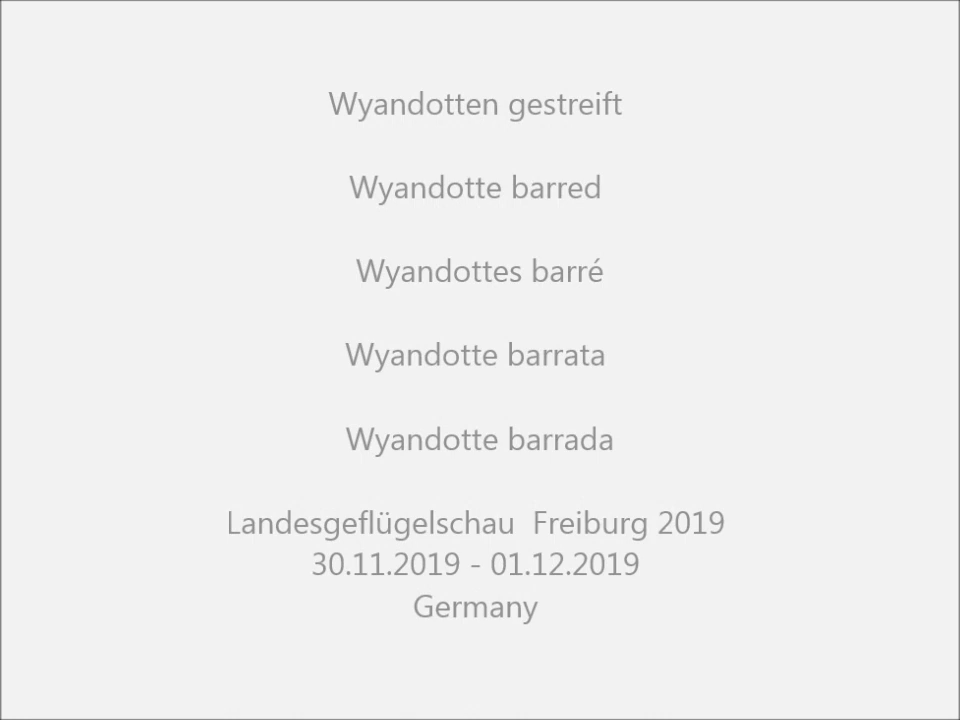 Wyandotten gestreift
Wyandotte barred
Wyandottes barré
Wyandotte barrata
Wyandotte barrada
Landesgeflügelschau  Freiburg 2019
30.11.2019 - 01.12.2019
Germany